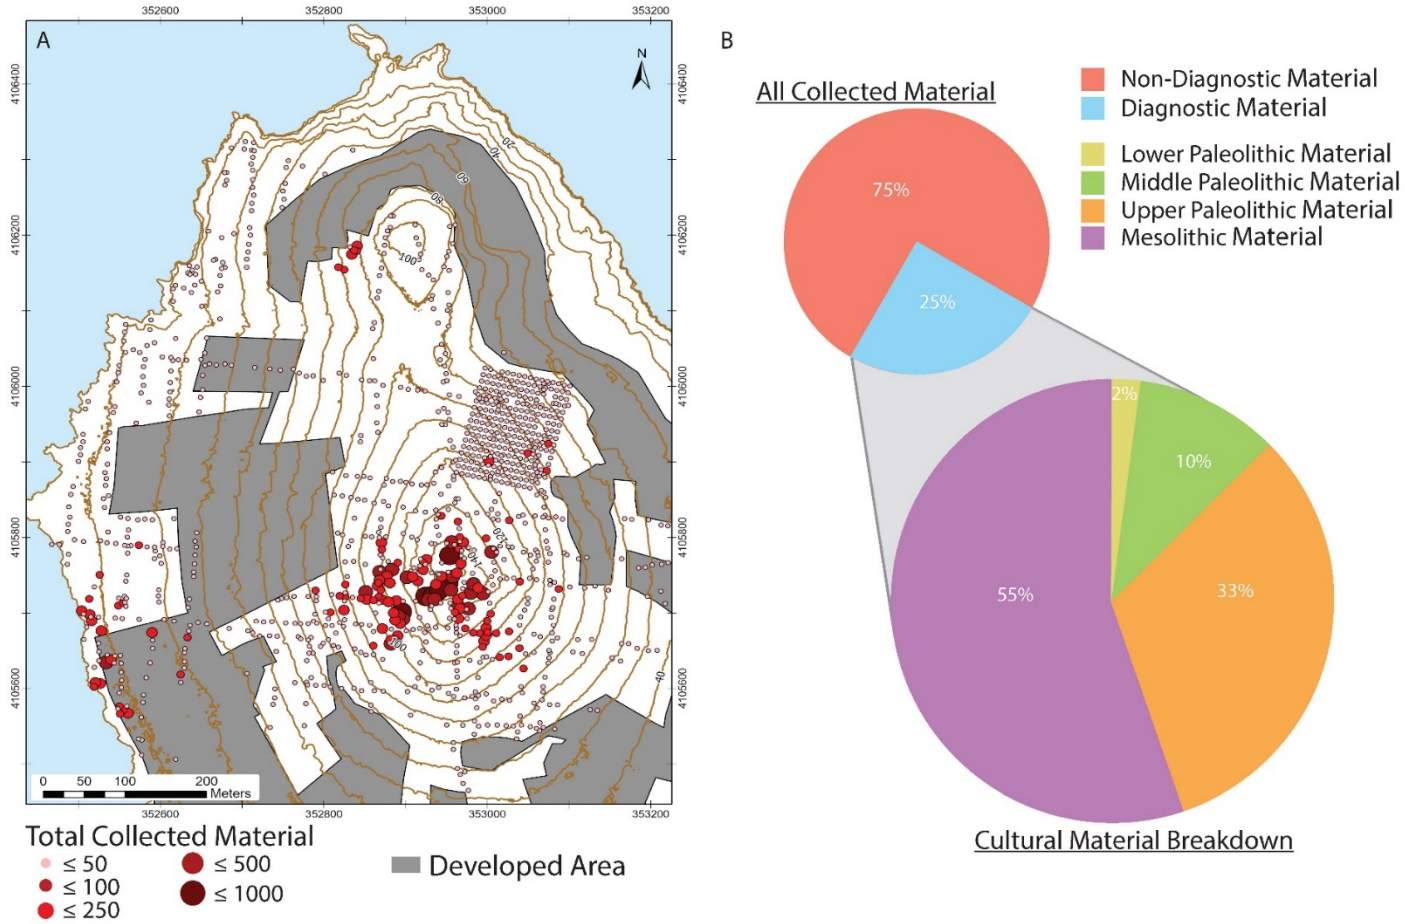 352600 352800 353000 353200
A
N
4106400
4106400
20
40
60
80
100
4106200
4106200
4106000
4106000
4105800
4105800
120
140
100
40
4105600
4105600
0 50 100 200
Meters
352600 352800 353000 353200
Total Collected Material
≤ 50
≤ 100
≤ 250
≤ 500
≤ 1000
Developed Area
B
All Collected Material
75%
25%
Non-Diagnostic Material
Diagnostic Material
Lower Paleolithic Material
Middle Paleolithic Material
Upper Paleolithic Material
Mesolithic Material
2%
10%
33%
55%
Cultural Material Breakdown